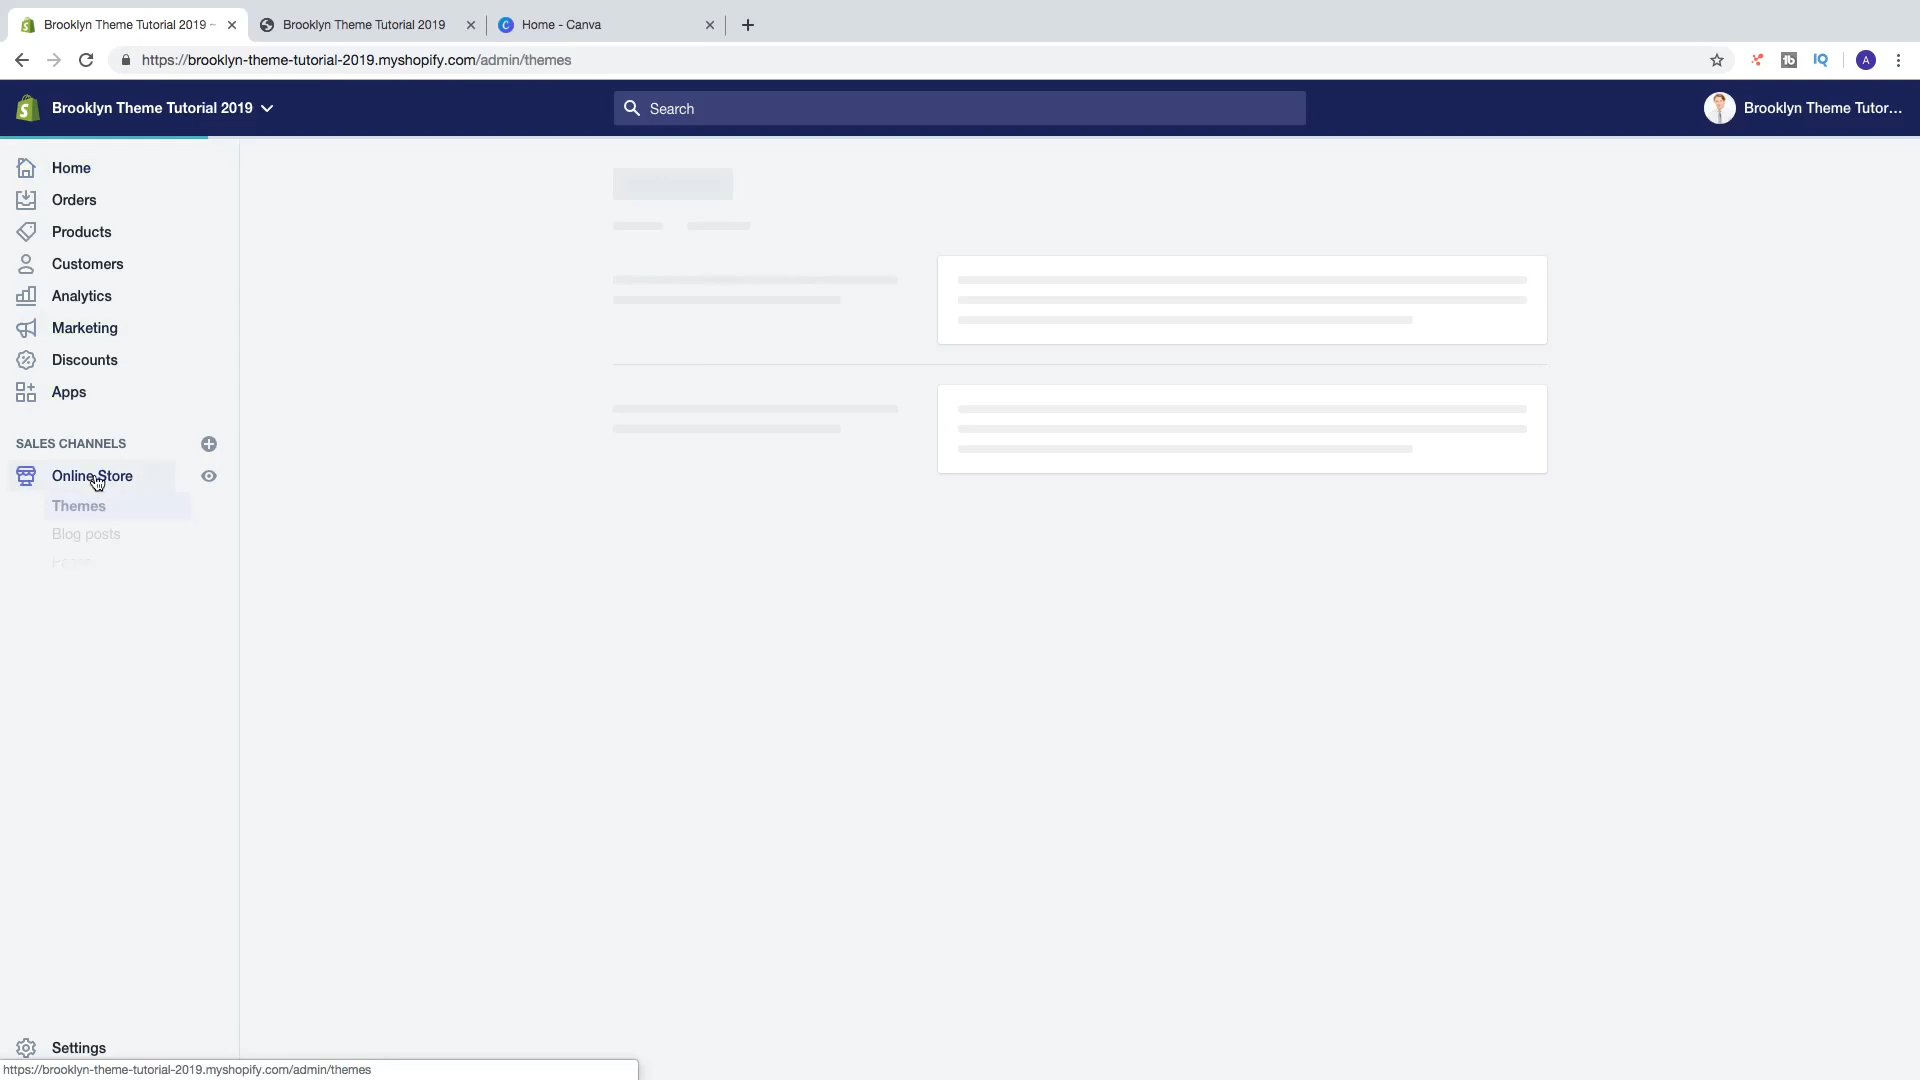 Brooklyn Theme Tutorial 2019 -
Brooklyn Theme Tutorial 2019
Home - Canva
https://brooklyn-theme-tutorial-2019.myshopify.com/admin/themes
Brooklyn Theme Tutorial 2019
Search
Brooklyn Theme Tutor...
Home
Orders
Products
Customers
Analytics
Marketing
Discounts
Apps
SALES CHANNELS
Online Store
Themes
Blog posts
Settings
https://brooklyn-theme-tutorial-2019.myshopify.com/admin/themes